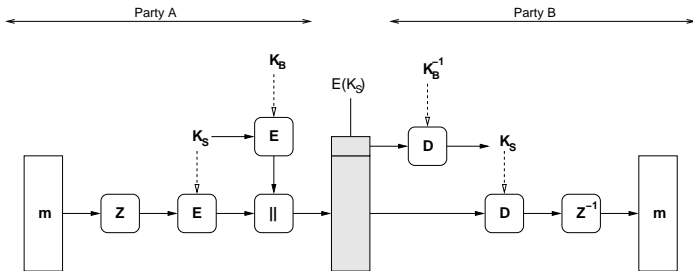 Party A Party B
K_B
K_B^{-1}
E(K_S)
K_S E D K_S
m Z E || D Z^{-1} m